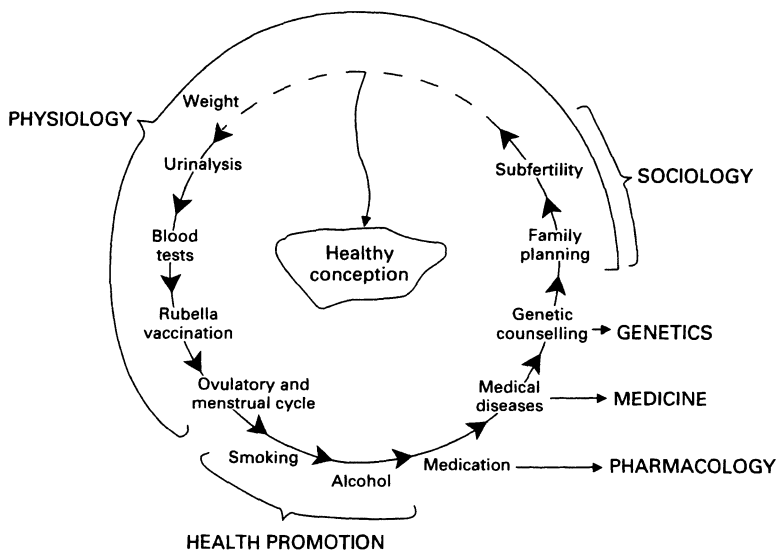 Weight
PHYSIOLOGY
Urinalysis
Subfertility
SOCIOLOGY
Blood
tests
Healthy
conception
Family
planning
Rubella
vaccination
Genetic
counselling
GENETICS
Ovulatory and
menstrual cycle
Medical
diseases
MEDICINE
Smoking
Alcohol
Medication
PHARMACOLOGY
HEALTH PROMOTION